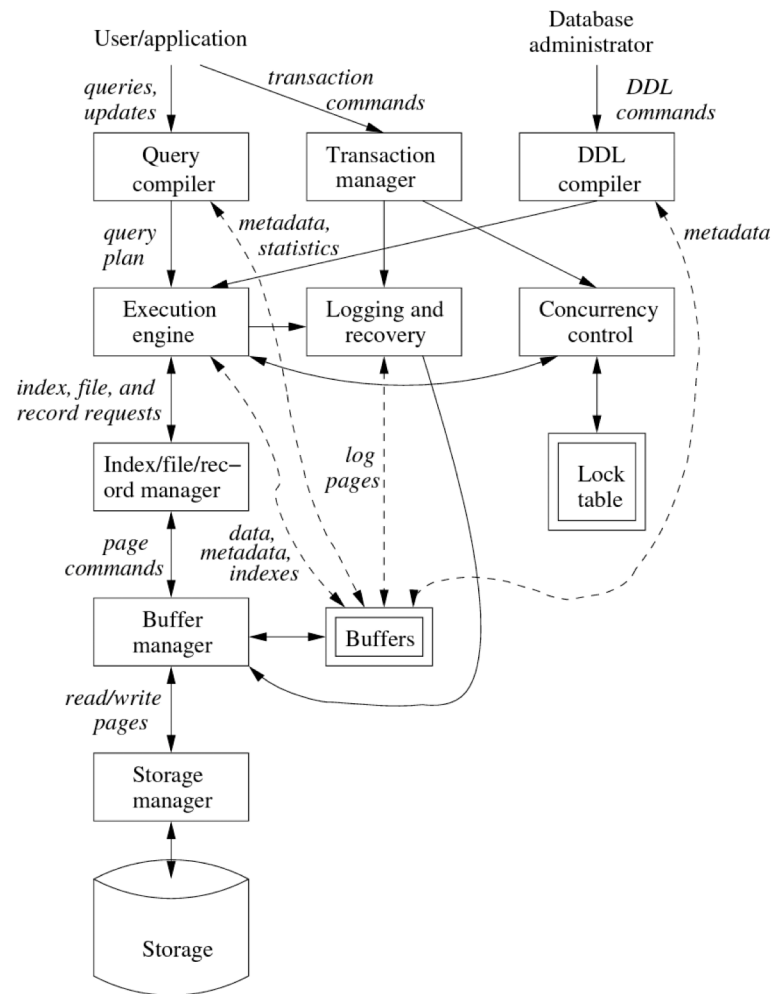 User/application
Database
administrator
queries,
updates
transaction
commands
DDL
commands
Query
compiler
Transaction
manager
DDL
compiler
query
plan
metadata,
statistics
metadata
Execution
engine
Logging and
recovery
Concurrency
control
index, file, and
record requests
Index/file/rec−
ord manager
log
pages
Lock
table
page
commands
data,
metadata,
indexes
Buffer
manager
Buffers
read/write
pages
Storage
manager
Storage